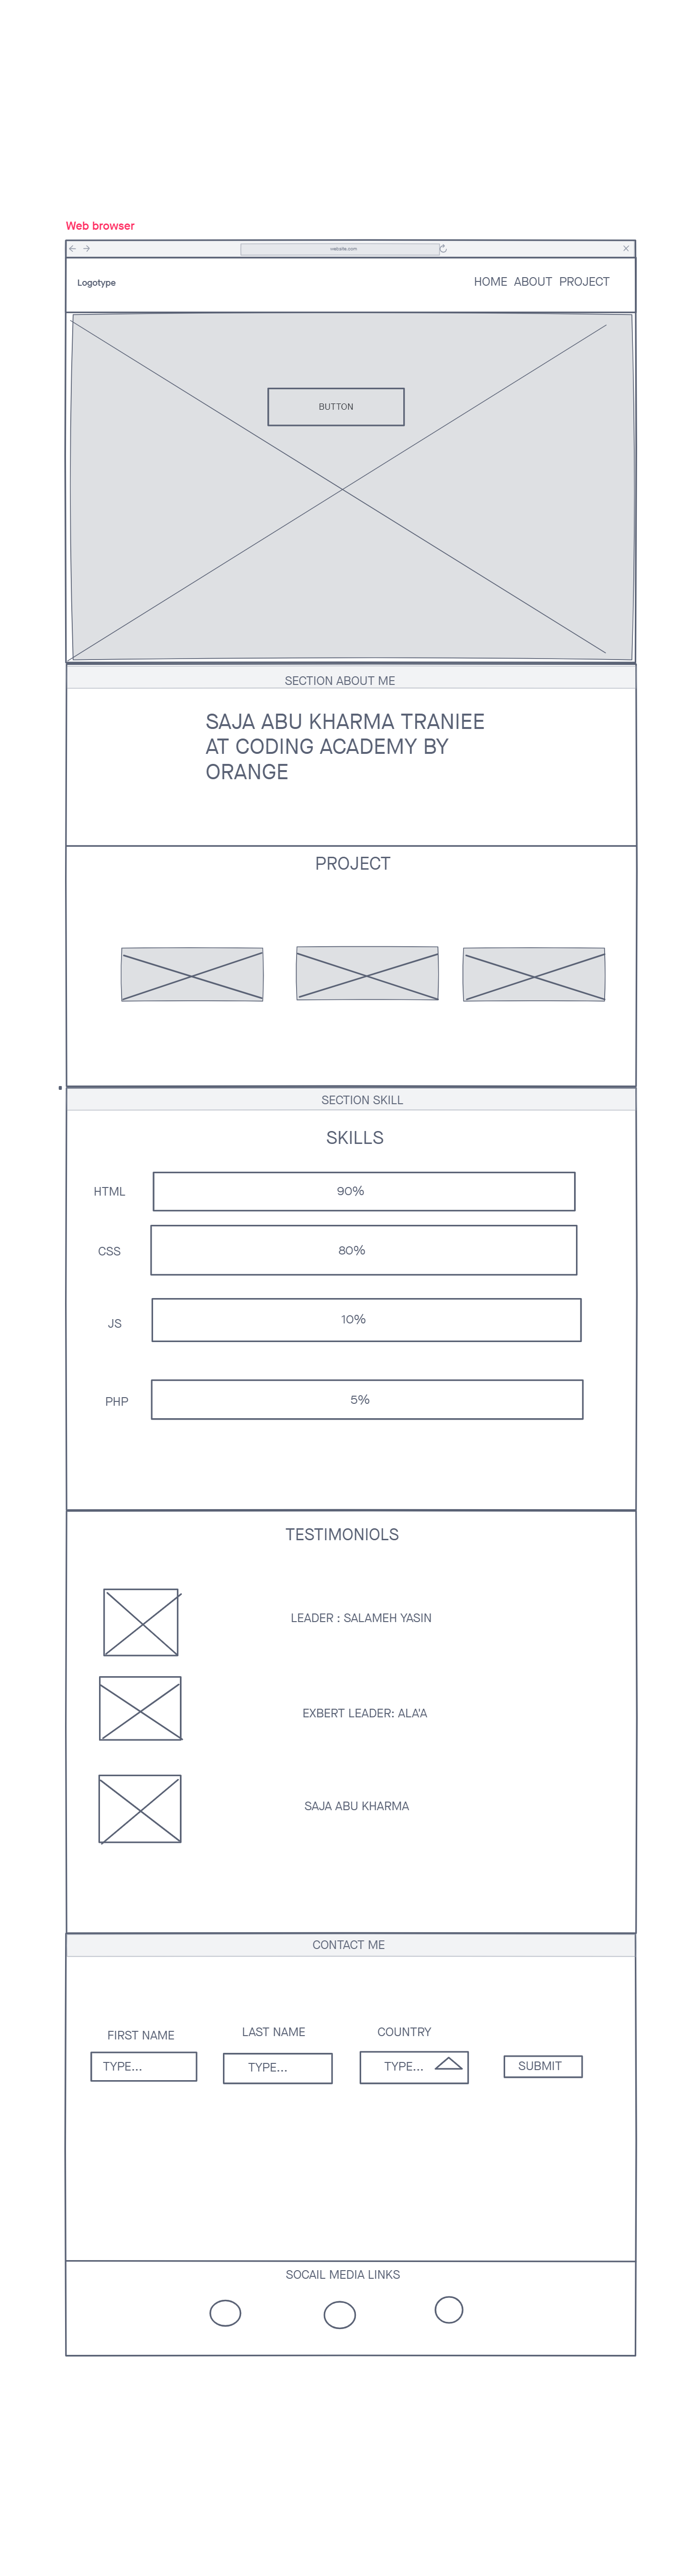 Web browser
website.com
Logotype
HOME ABOUT PROJECT
BUTTON
SECTION ABOUT ME
SAJA ABU KHARMA TRANIEE
AT CODING ACADEMY BY
ORANGE
PROJECT
SECTION SKILL
SKILLS
HTML
90%
CSS
80%
JS
10%
PHP
5%
TESTIMONIOLS
LEADER : SALAMEH YASIN
EXBERT LEADER: ALA'A
SAJA ABU KHARMA
CONTACT ME
FIRST NAME
LAST NAME
COUNTRY
TYPE...
TYPE...
TYPE...
SUBMIT
SOCAIL MEDIA LINKS